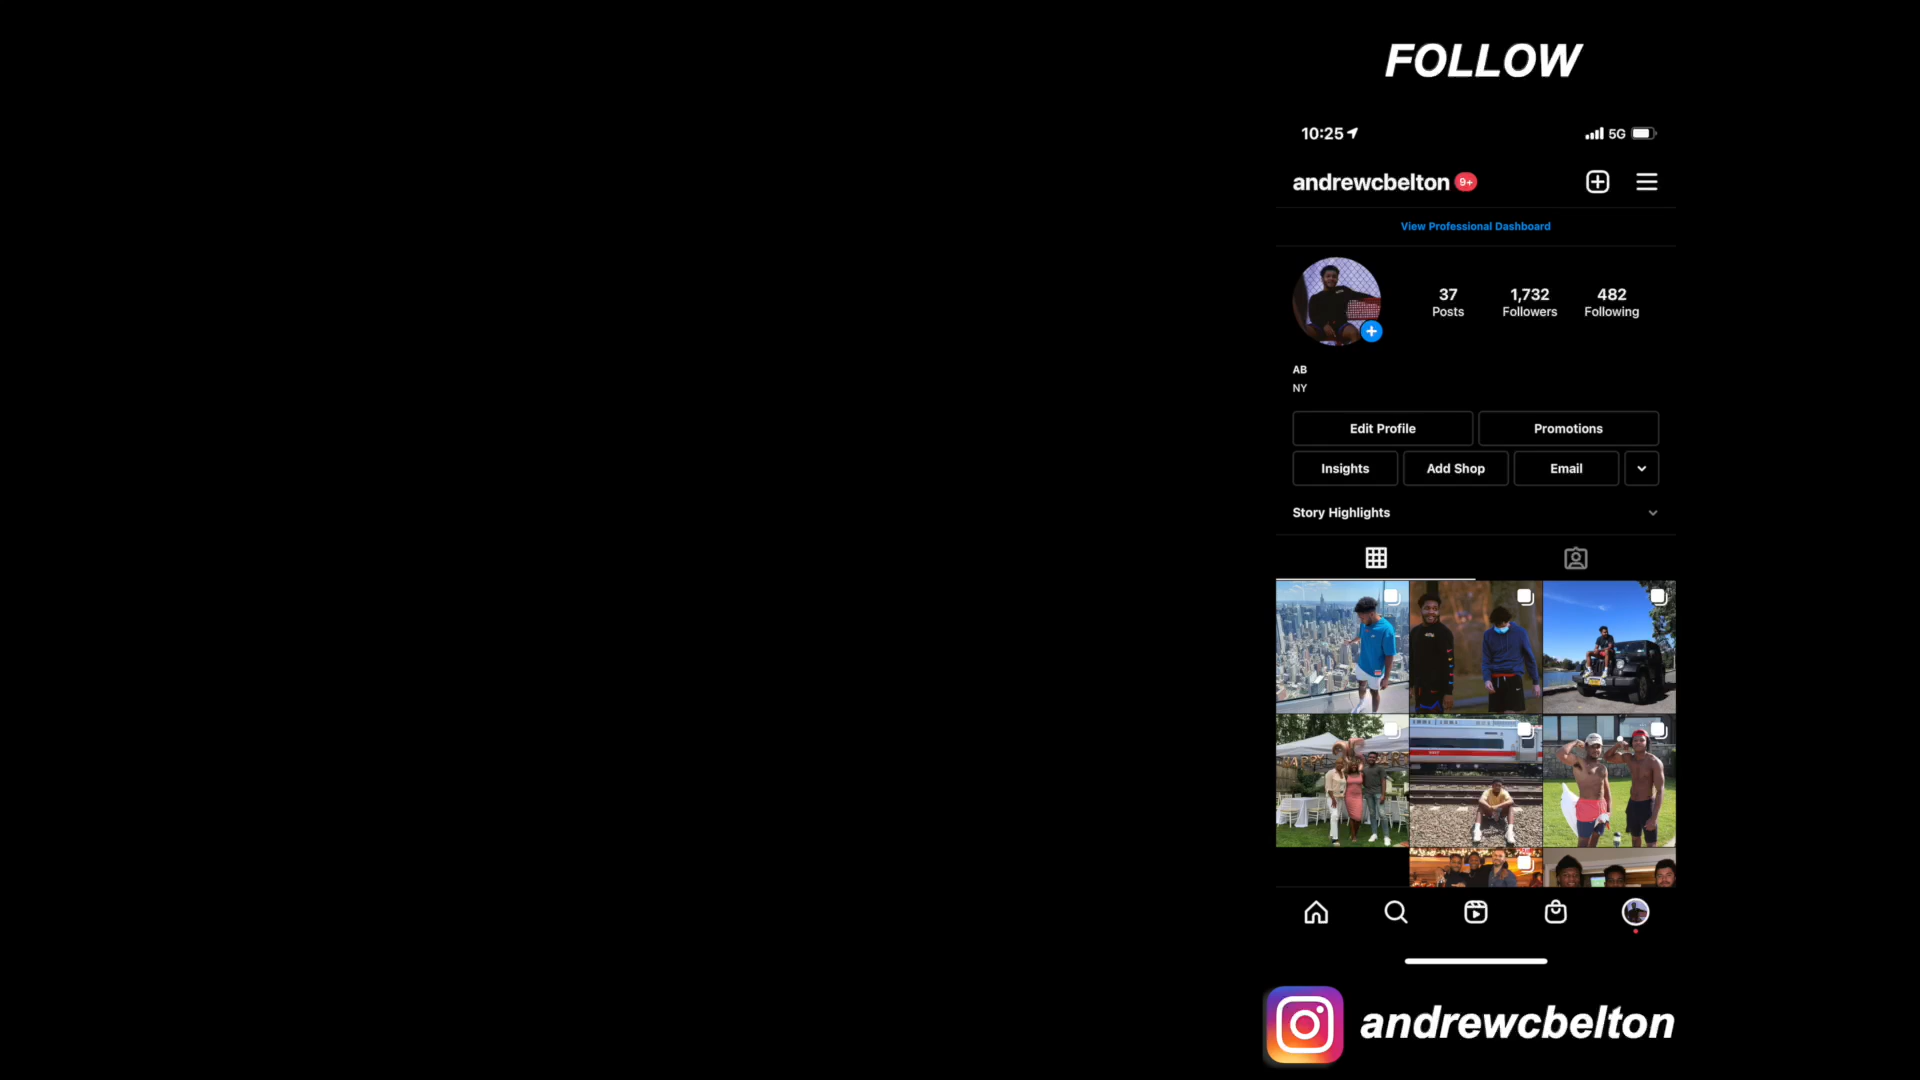 FOLLOW
10:25
5G
andrewcbelton 9+
View Professional Dashboard
37 1,732 482
Posts Followers Following
AB
NY
Edit Profile Promotions
Insights Add Shop Email
Story Highlights
andrewcbelton